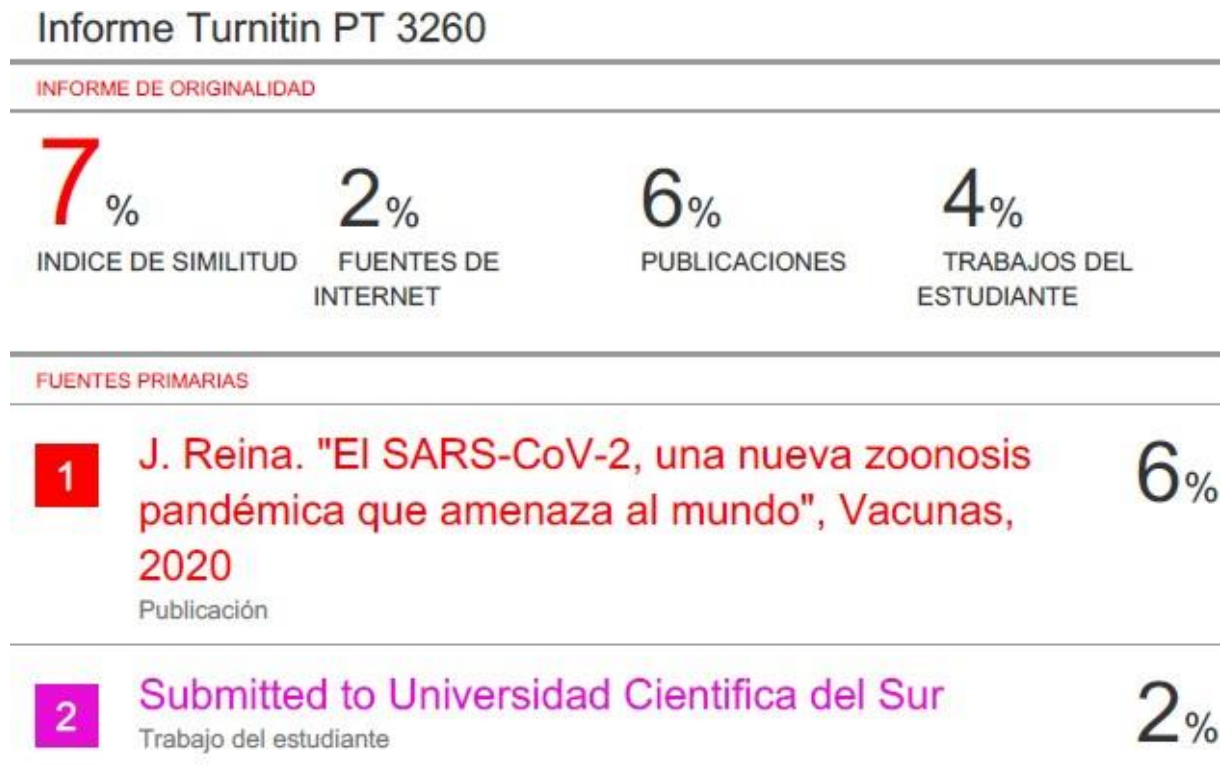 Informe Turnitin PT 3260
INFORME DE ORIGINALIDAD
7%
INDICE DE SIMILITUD
2%
FUENTES DE
INTERNET
6%
PUBLICACIONES
4%
TRABAJOS DEL
ESTUDIANTE
FUENTES PRIMARIAS
1
J. Reina. "El SARS-CoV-2, una nueva zoonosis
pandémica que amenaza al mundo", Vacunas,
2020
Publicación
6%
2
Submitted to Universidad Cientifica del Sur
Trabajo del estudiante
2%